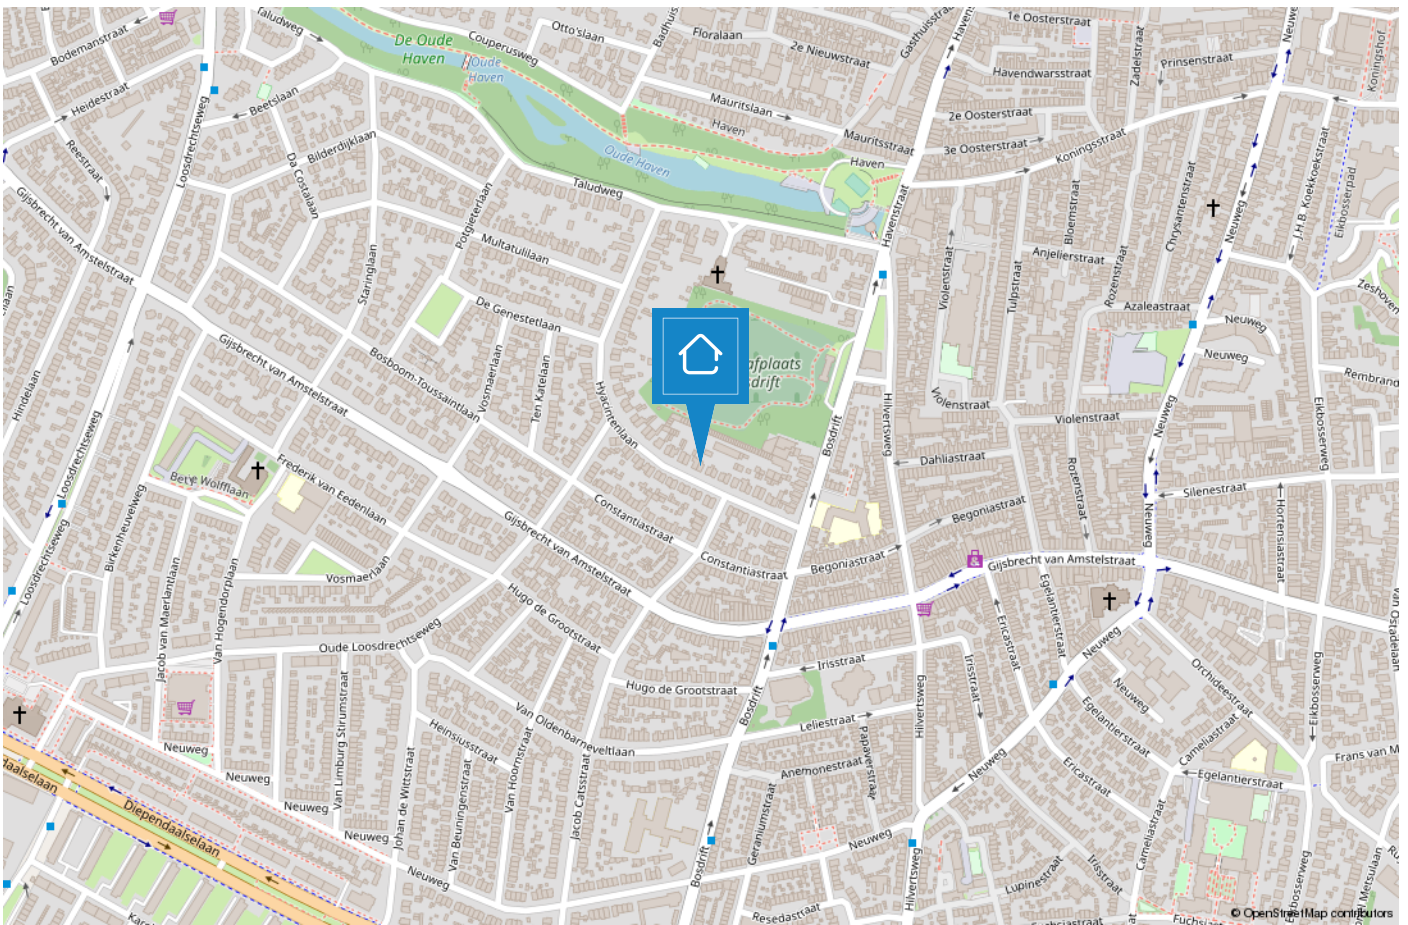 Taludweg
De Oude
Haven
Couperusweg
Otto'slaan
Floralaan
2e Nieuwstraat
1e Oosterstraat
Zadelstraat
Prinsenstraat
Koningshof
Bodemanstraat
Oude
Haven
Havendwarsstraat
Heidestraat
Beetslaan
Mauritslaan
2e Oosterstraat
Loosdrechtseweg
Haven
Mauritsstraat
3e Oosterstraat
Koningsstraat
Reestraat
Bilderdijklaan
Oude Haven
Haven
Da Costalaan
Taludweg
Potgieterlaan
Havenstraat
Bloemstraat
Chrysantenstraat
J.H.B. Koekkoekstraat
Eikbosserpad
Gijsbrecht van Amstelstraat
Multatulilaan
Neuweg
Anjelierstraat
Staringlaan
Violenstraat
Tulpstraat
Rozenstraat
Zeshoven
De Genestetlaan
Azaleastraat
Neuweg
Gijsbrecht van Amstelstraat
Bosboom-Toussaintlaan
Vosmaerlaan
Ten Katelaan
Neuweg
Rembrand
Hindelaan
Hyacintenlaan
Hilvertsweg
Violenstraat
Violenstraat
Neuweg
Eikbosserweg
Loosdrechtseweg
Bosdrift
Dahliastraat
Rozenstraat
Frederik van Eedenlaan
Silenestraat
Constantiastraat
Begoniastraat
Neuweg
Hortensiastraat
Birkenheuvelweg
Gijsbrecht van Amstelstraat
Loosdrechtseweg
Constantiastraat
Begoniastraat
Gijsbrecht van Amstelstraat
Vosmaerlaan
Jacob van Maerlantlaan
Van Hogendorplaan
Hugo de Grootstraat
Egelantierstraat
Ericastraat
Oude Loosdrechtseweg
Irisstraat
Irisstraat
Neuweg
Orchideestraat
Hugo de Grootstraat
Bosdrift
Hilvertsweg
Neuweg
Eikbosserweg
Van Limburg Stirumstraat
Van Oldenbarneveltlaan
Leliestraat
Egelantierstraat
Cameliastraat
Neuweg
Heinsiusstraat
Papaverstraat
Frans van M
Johan de Wittstraat
Van Hoornstraat
Anemonestraat
Neuweg
Ericastraat
Egelantierstraat
Neuweg
Van Beuningenstraat
Jacob Catsstraat
Geraniumstraat
Diependaalselaan
Neuweg
Neuweg
Neuweg
Cameliastraat
Neuweg
Bosdrift
Hilvertsweg
Lupinestraat
Irisstraat
Eikbosserweg
Resedastraat
© OpenStreetMap contributors